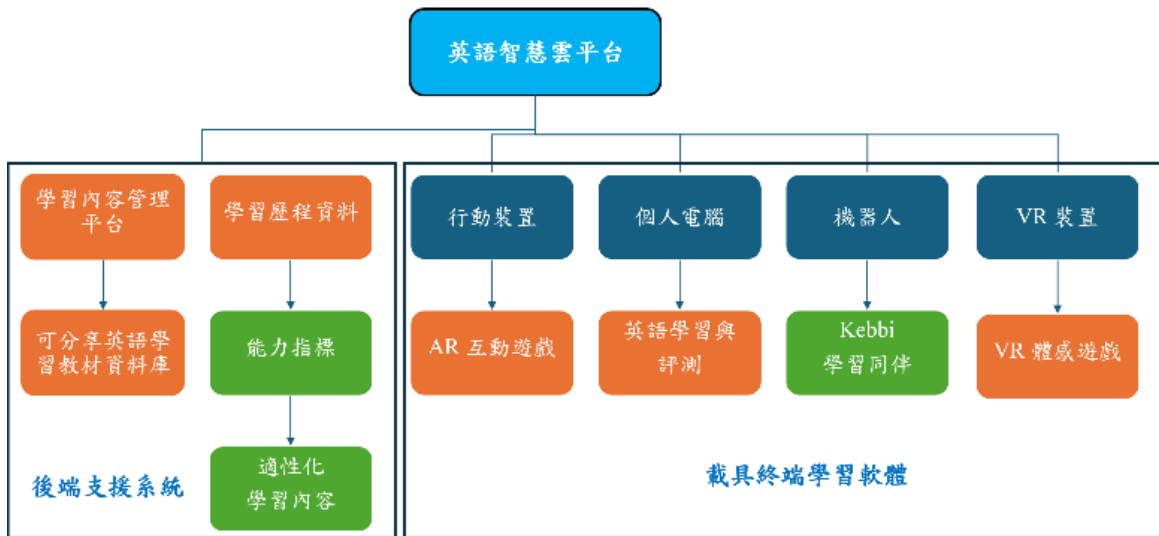 英語智慧雲平台
學習內容管理
平台
學習歷程資料
可分享英語學
習教材資料庫
能力指標
適性化
學習內容
後端支援系統
行動裝置
個人電腦
機器人
VR 裝置
AR 互動遊戲
英語學習與
評測
Kebbi
學習同伴
VR 體感遊戲
載具終端學習軟體